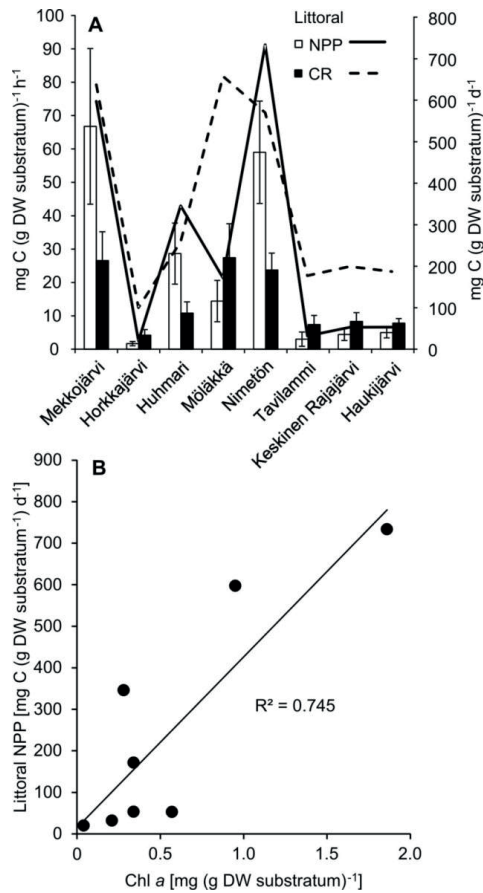 A
Littoral
NPP
CR
mg C (g DW substratum)⁻¹ h⁻¹
100
90
80
70
60
50
40
30
20
10
0
mg C (g DW substratum)⁻¹ d⁻¹
800
700
600
500
400
300
200
100
0
Mekkojärvi
Horkkajärvi
Huhmari
Möläkkä
Nimetön
Tavilammi
Keskinen Rajajärvi
Haukijärvi
B
Littoral NPP [mg C (g DW substratum⁻¹) d⁻¹]
900
800
700
600
500
400
300
200
100
0
R² = 0.745
0
0.5
1.0
1.5
2.0
Chl a [mg (g DW substratum)⁻¹]